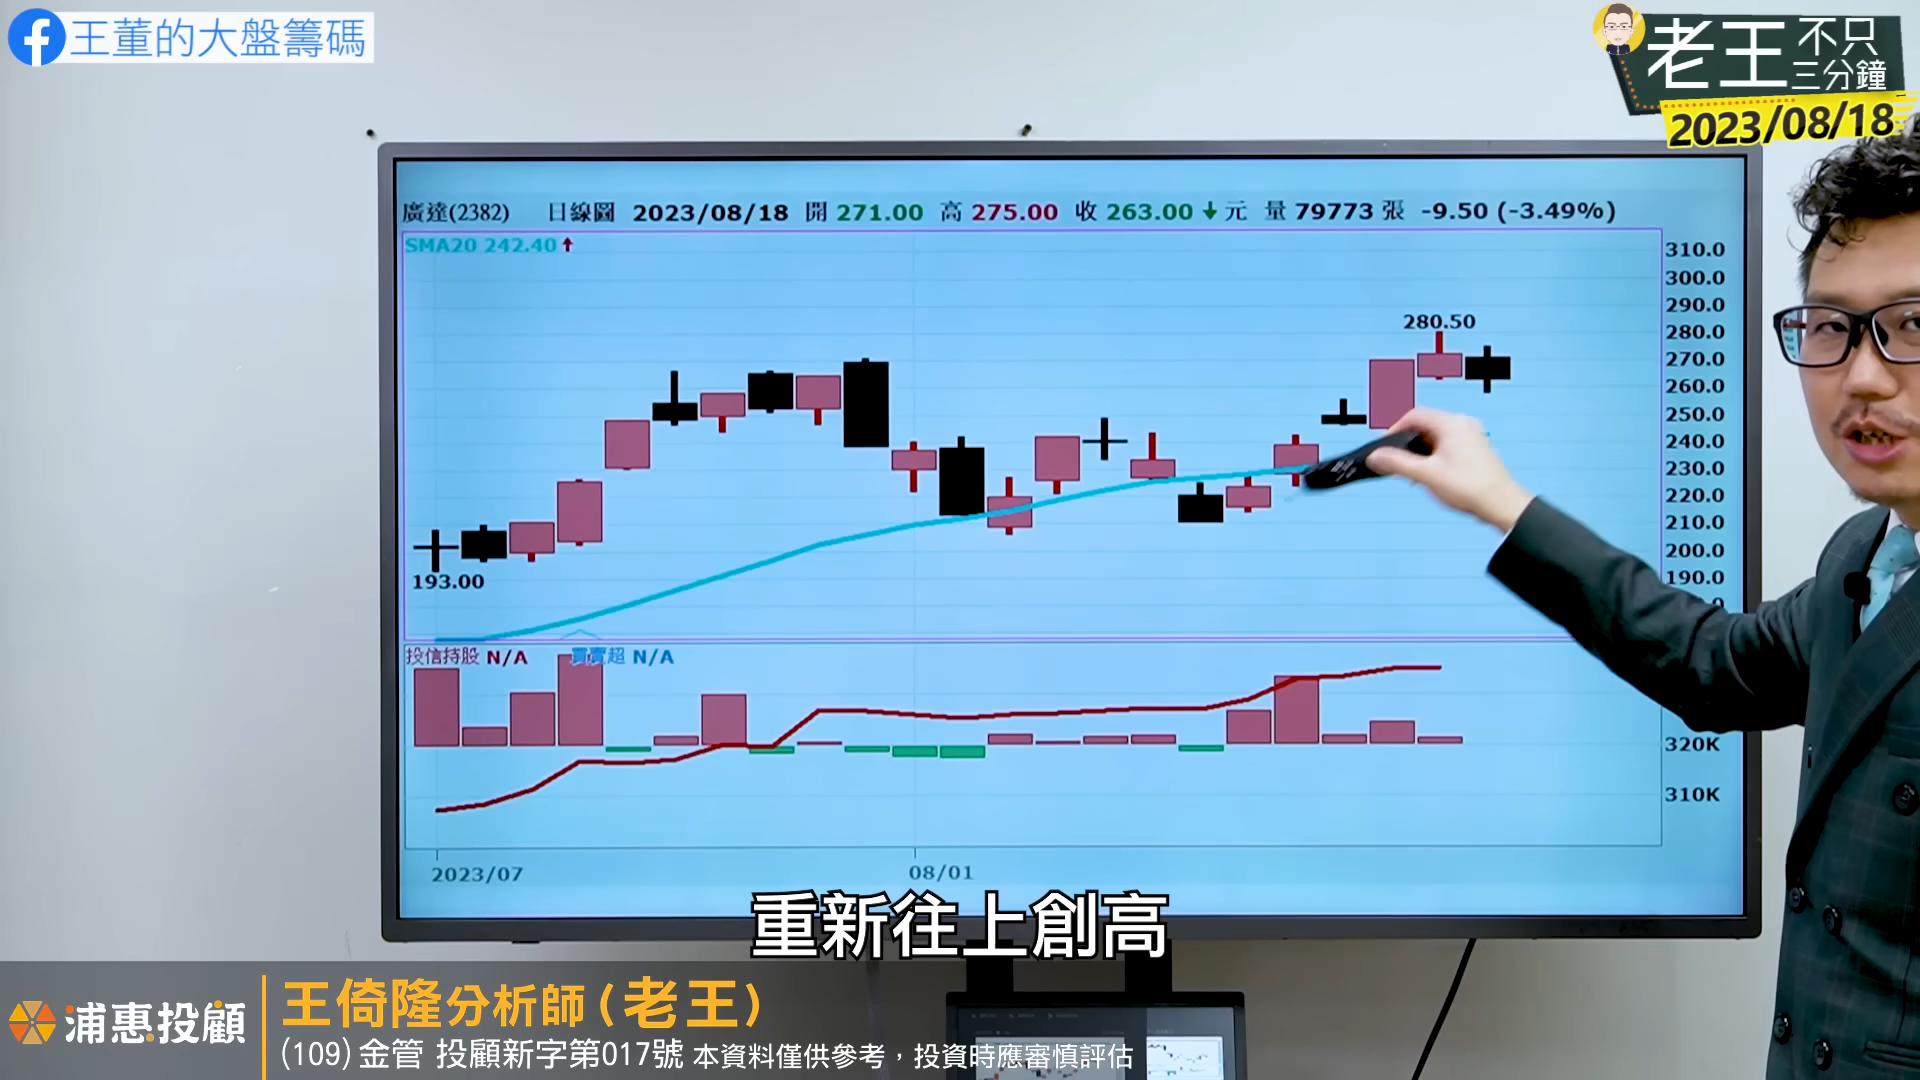 王董的大盤籌碼
老王不只三分鐘
2023/08/18
廣達(2382) 日線圖 2023/08/18 開 271.00 高 275.00 收 263.00↓元 量 79773 張 -9.50 (-3.49%)
SMA20 242.40↑
310.0
300.0
290.0
280.50
280.0
270.0
260.0
250.0
240.0
230.0
220.0
210.0
200.0
193.00
190.0
投信持股 N/A 買賣超 N/A
320K
310K
2023/07 08/01
重新往上創高
浦惠投顧
王倚隆分析師(老王)
(109)金管 投顧新字第017號 本資料僅供參考，投資時應審慎評估